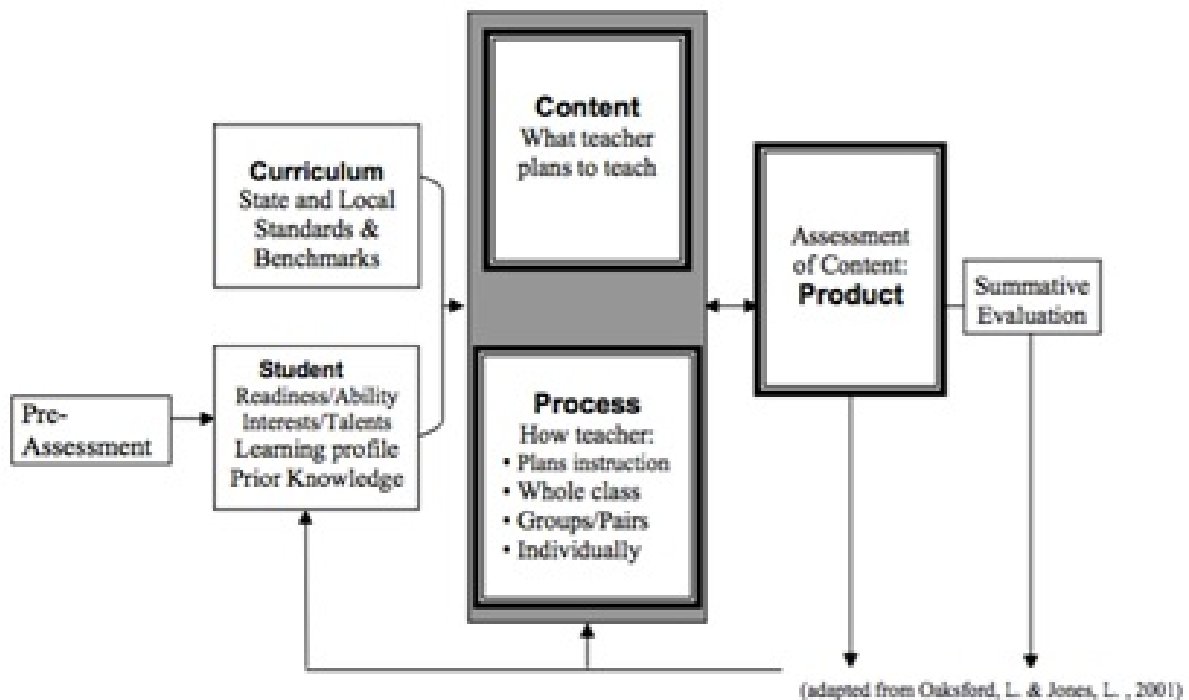 Content
What teacher
plans to teach
Curriculum
State and Local
Standards &
Benchmarks
Assessment
of Content:
Product
Summative
Evaluation
Student
Readiness/Ability
Interests/Talents
Learning profile
Prior Knowledge
Pre-
Assessment
Process
How teacher:
• Plans instruction
• Whole class
• Groups/Pairs
• Individually
(adapted from Oaksford, L. & Jones, L. , 2001):